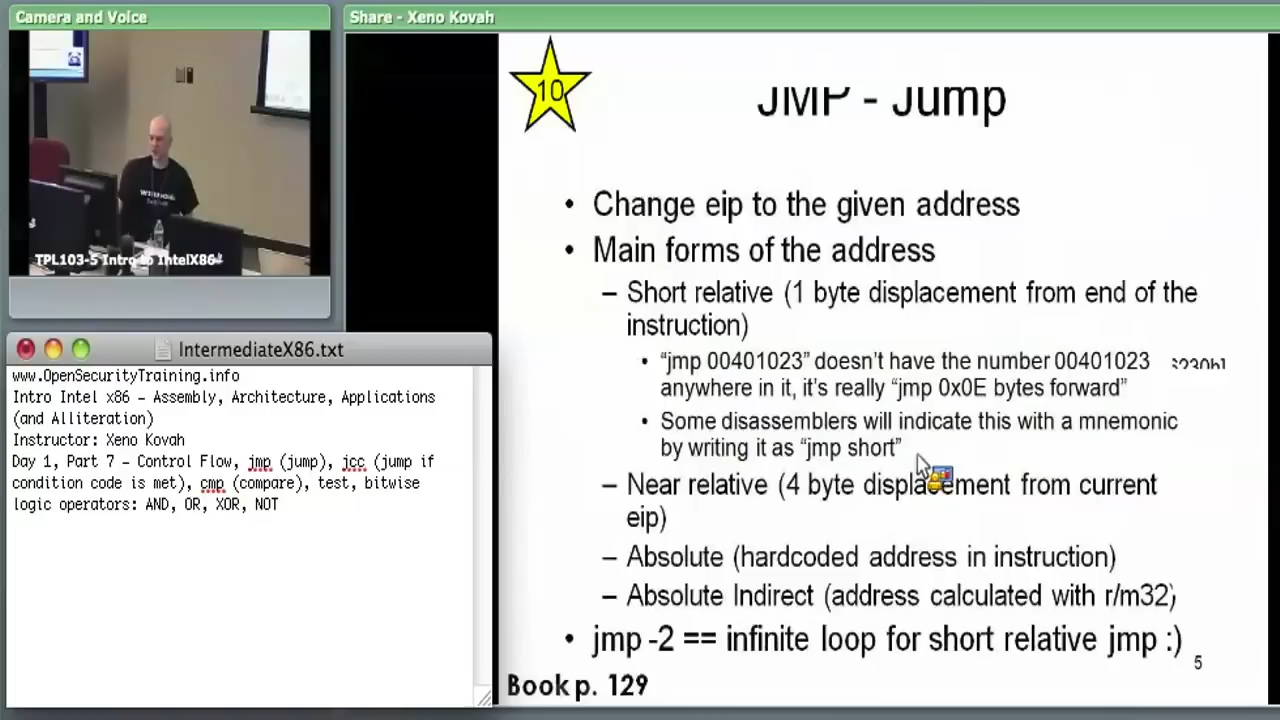 Camera and Voice
Share - Xeno Kovah
TPL103-5 Intro to IntelX86
IntermediateX86.txt
www.OpenSecurityTraining.info
Intro Intel x86 – Assembly, Architecture, Applications
(and Alliteration)
Instructor: Xeno Kovah
Day 1, Part 7 – Control Flow, jmp (jump), jcc (jump if
condition code is met), cmp (compare), test, bitwise
logic operators: AND, OR, XOR, NOT
10
JMP - Jump
• Change eip to the given address
• Main forms of the address
– Short relative (1 byte displacement from end of the
instruction)
• “jmp 00401023” doesn’t have the number 00401023
anywhere in it, it’s really “jmp 0x0E bytes forward”
• Some disassemblers will indicate this with a mnemonic
by writing it as “jmp short”
– Near relative (4 byte displacement from current
eip)
– Absolute (hardcoded address in instruction)
– Absolute Indirect (address calculated with r/m32)
• jmp -2 == infinite loop for short relative jmp :)
5
Book p. 129